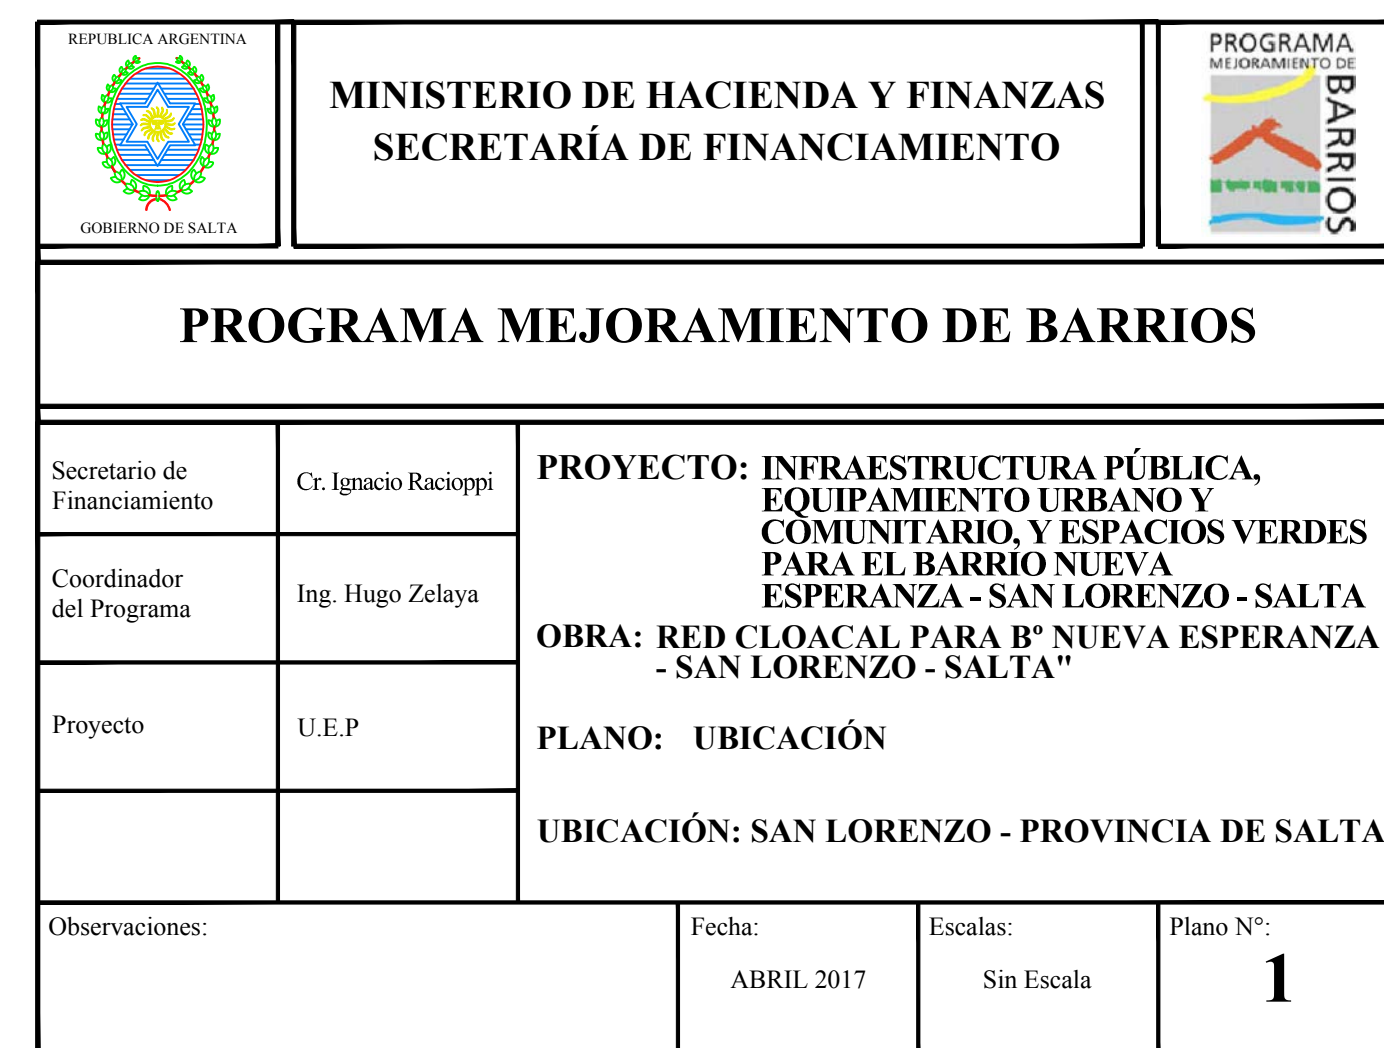 REPUBLICA ARGENTINA
GOBIERNO DE SALTA
MINISTERIO DE HACIENDA Y FINANZAS
SECRETARÍA DE FINANCIAMIENTO
PROGRAMA
MEJORAMIENTO DE
BARRIOS
PROGRAMA MEJORAMIENTO DE BARRIOS
Secretario de
Financiamiento
Cr. Ignacio Racioppi
Coordinador
del Programa
Ing. Hugo Zelaya
Proyecto
U.E.P
PROYECTO: INFRAESTRUCTURA PÚBLICA,
EQUIPAMIENTO URBANO Y
COMUNITARIO, Y ESPACIOS VERDES
PARA EL BARRIO NUEVA
ESPERANZA - SAN LORENZO - SALTA
OBRA: RED CLOACAL PARA Bº NUEVA ESPERANZA
- SAN LORENZO - SALTA"
PLANO: UBICACIÓN
UBICACIÓN: SAN LORENZO - PROVINCIA DE SALTA
Observaciones:
Fecha:
ABRIL 2017
Escalas:
Sin Escala
Plano N°:
1